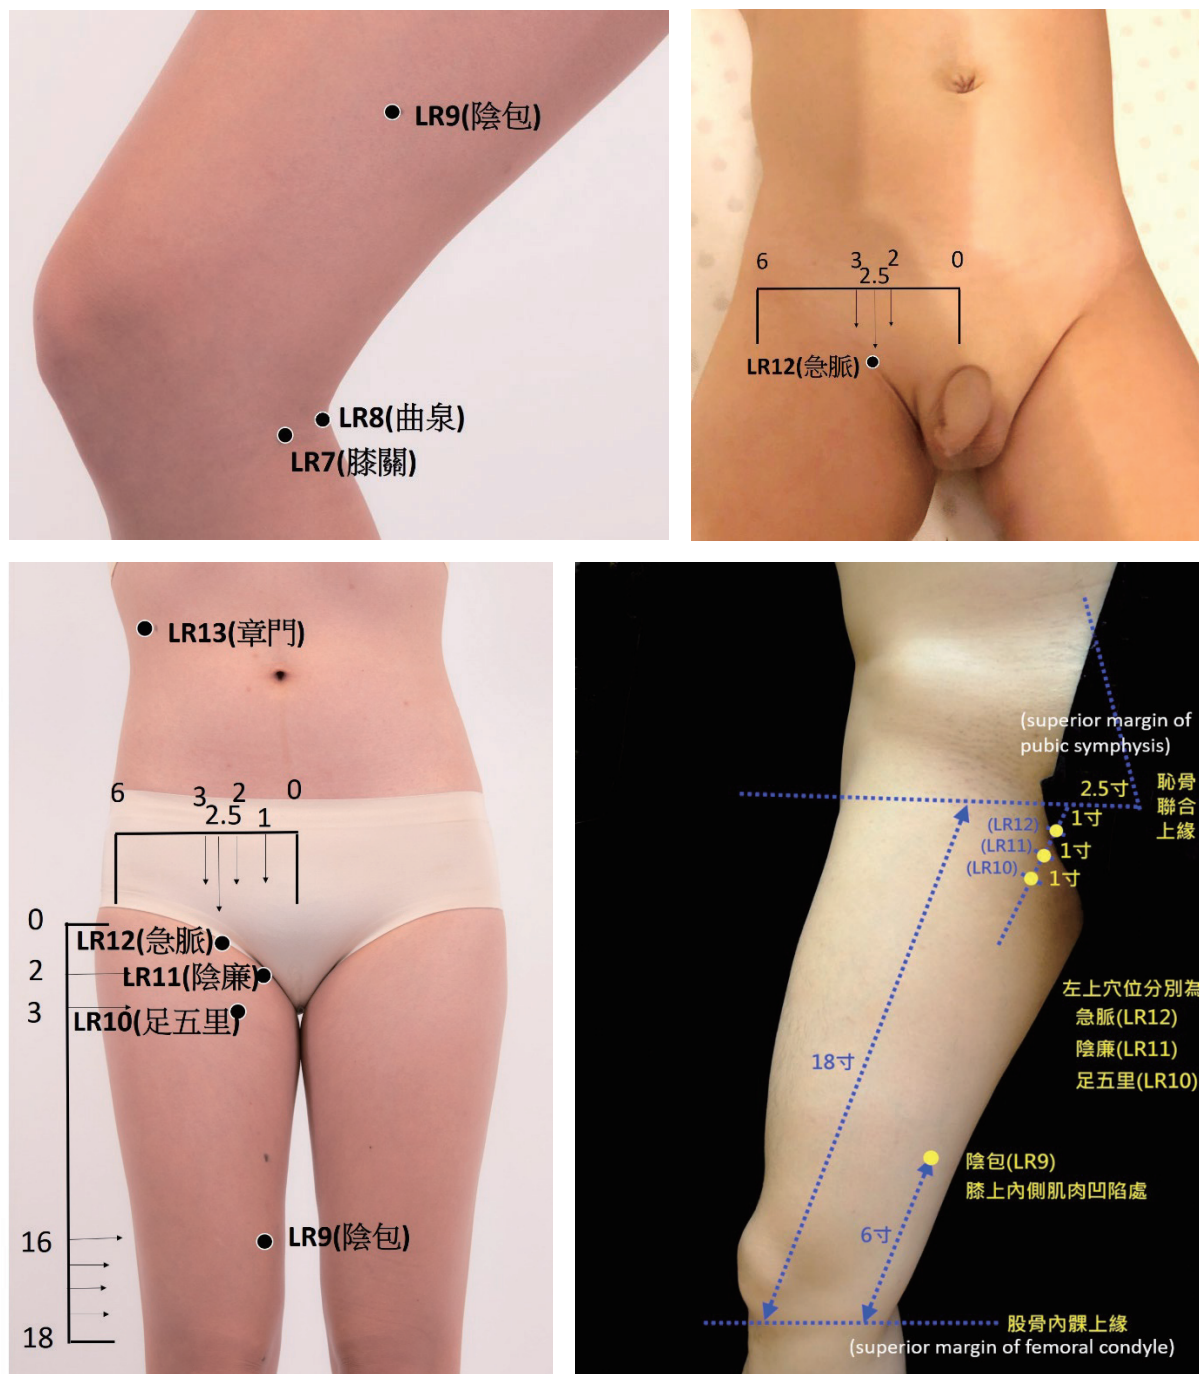 LR9(陰包)
LR8(曲泉)
LR7(膝關)
6
3
2
0
2.5
LR12(急脈)
LR13(章門)
6
3
2
0
2.5
1
0
LR12(急脈)
2
LR11(陰廉)
3
LR10(足五里)
16
LR9(陰包)
18
(superior margin of
pubic symphysis)
2.5寸
恥骨
聯合
上緣
1寸
(LR12)
(LR11)
1寸
(LR10)
1寸
左上穴位分別為
急脈(LR12)
陰廉(LR11)
足五里(LR10)
18寸
陰包(LR9)
膝上內側肌肉凹陷處
6寸
股骨內髁上緣
(superior margin of femoral condyle)